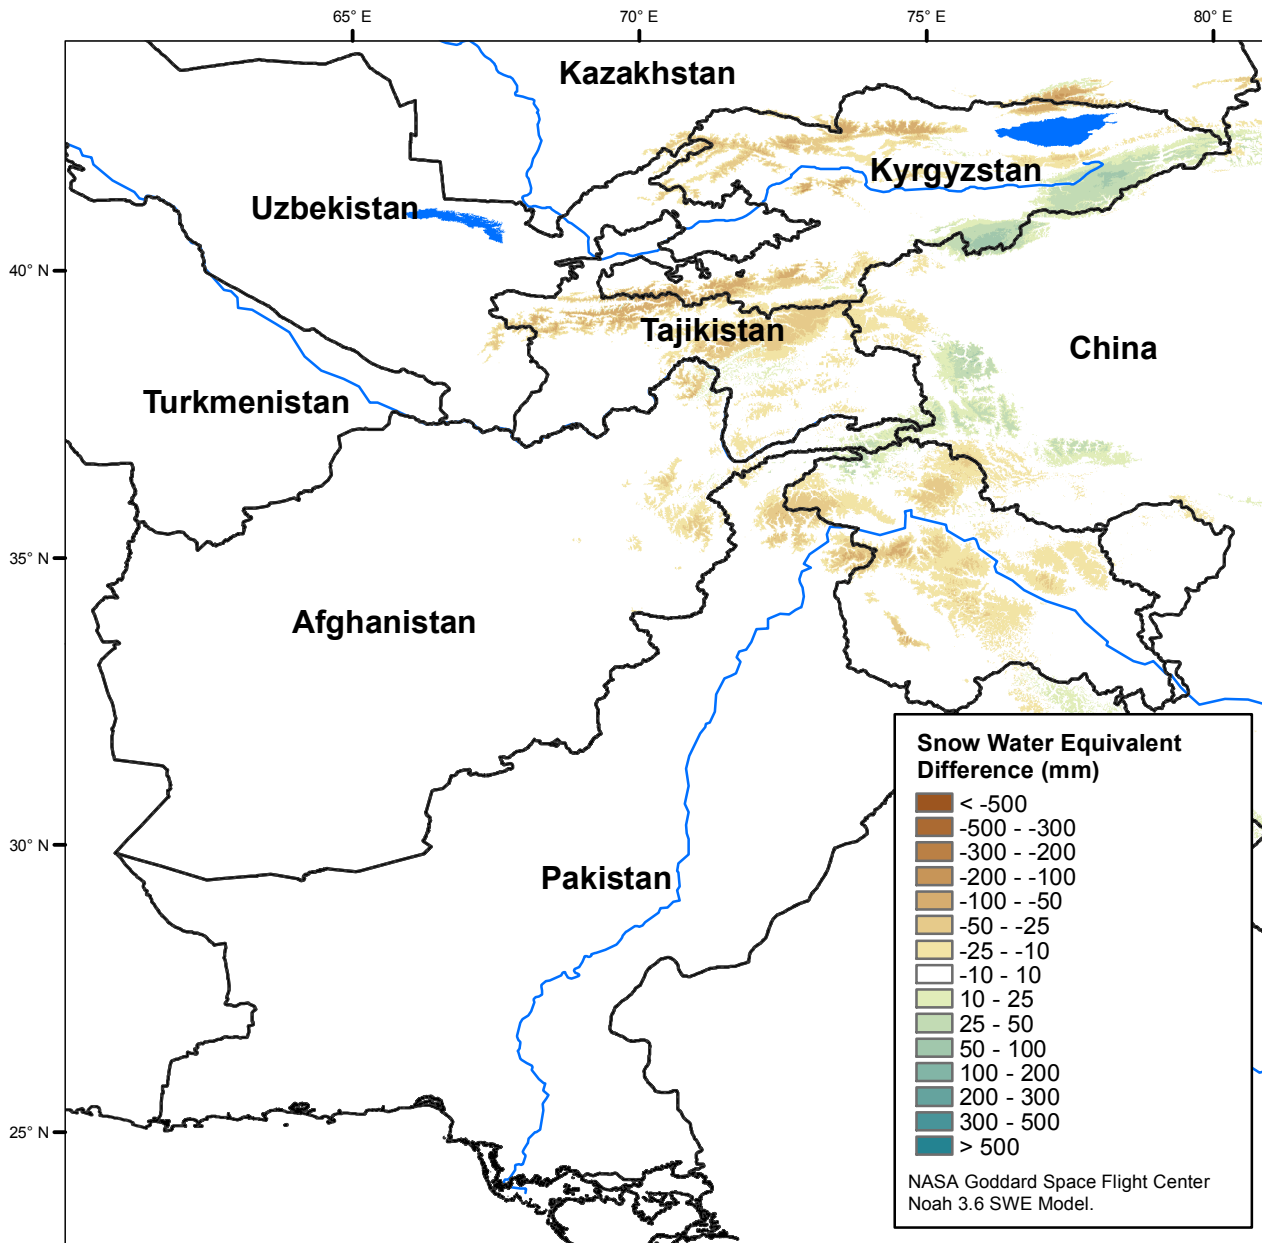 65° E
70° E
75° E
80° E
Kazakhstan
Kyrgyzstan
Uzbekistan
40° N
Tajikistan
China
Turkmenistan
35° N
Afghanistan
Snow Water Equivalent
Difference (mm)
< -500
-500 - -300
-300 - -200
-200 - -100
-100 - -50
-50 - -25
-25 - -10
-10 - 10
10 - 25
25 - 50
50 - 100
100 - 200
200 - 300
300 - 500
> 500
NASA Goddard Space Flight Center
Noah 3.6 SWE Model.
30° N
Pakistan
25° N